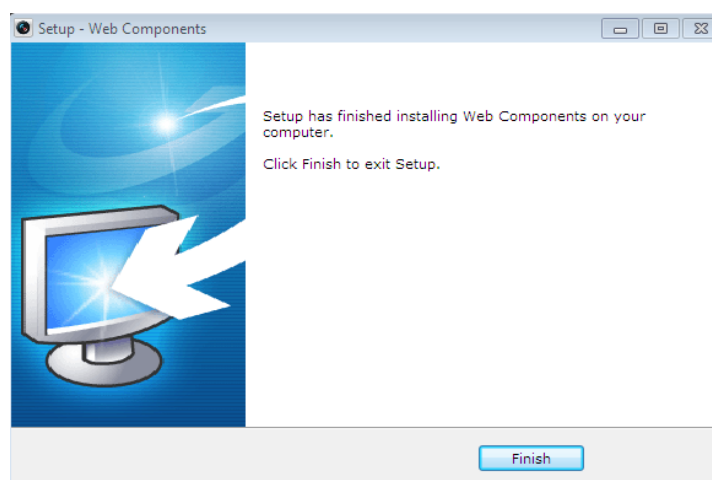 Setup - Web Components
Setup has finished installing Web Components on your
computer.
Click Finish to exit Setup.
Finish